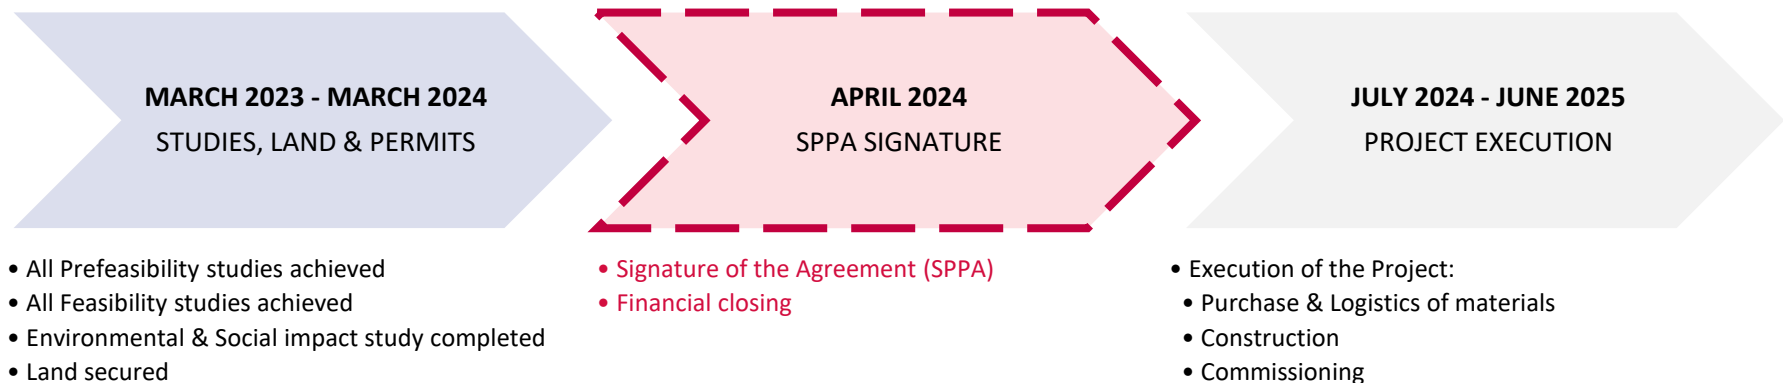 MARCH 2023 - MARCH 2024
STUDIES, LAND & PERMITS
• All Prefeasibility studies achieved
• All Feasibility studies achieved
• Environmental & Social impact study completed
• Land secured
APRIL 2024
SPPA SIGNATURE
• Signature of the Agreement (SPPA)
• Financial closing
JULY 2024 - JUNE 2025
PROJECT EXECUTION
• Execution of the Project:
• Purchase & Logistics of materials
• Construction
• Commissioning